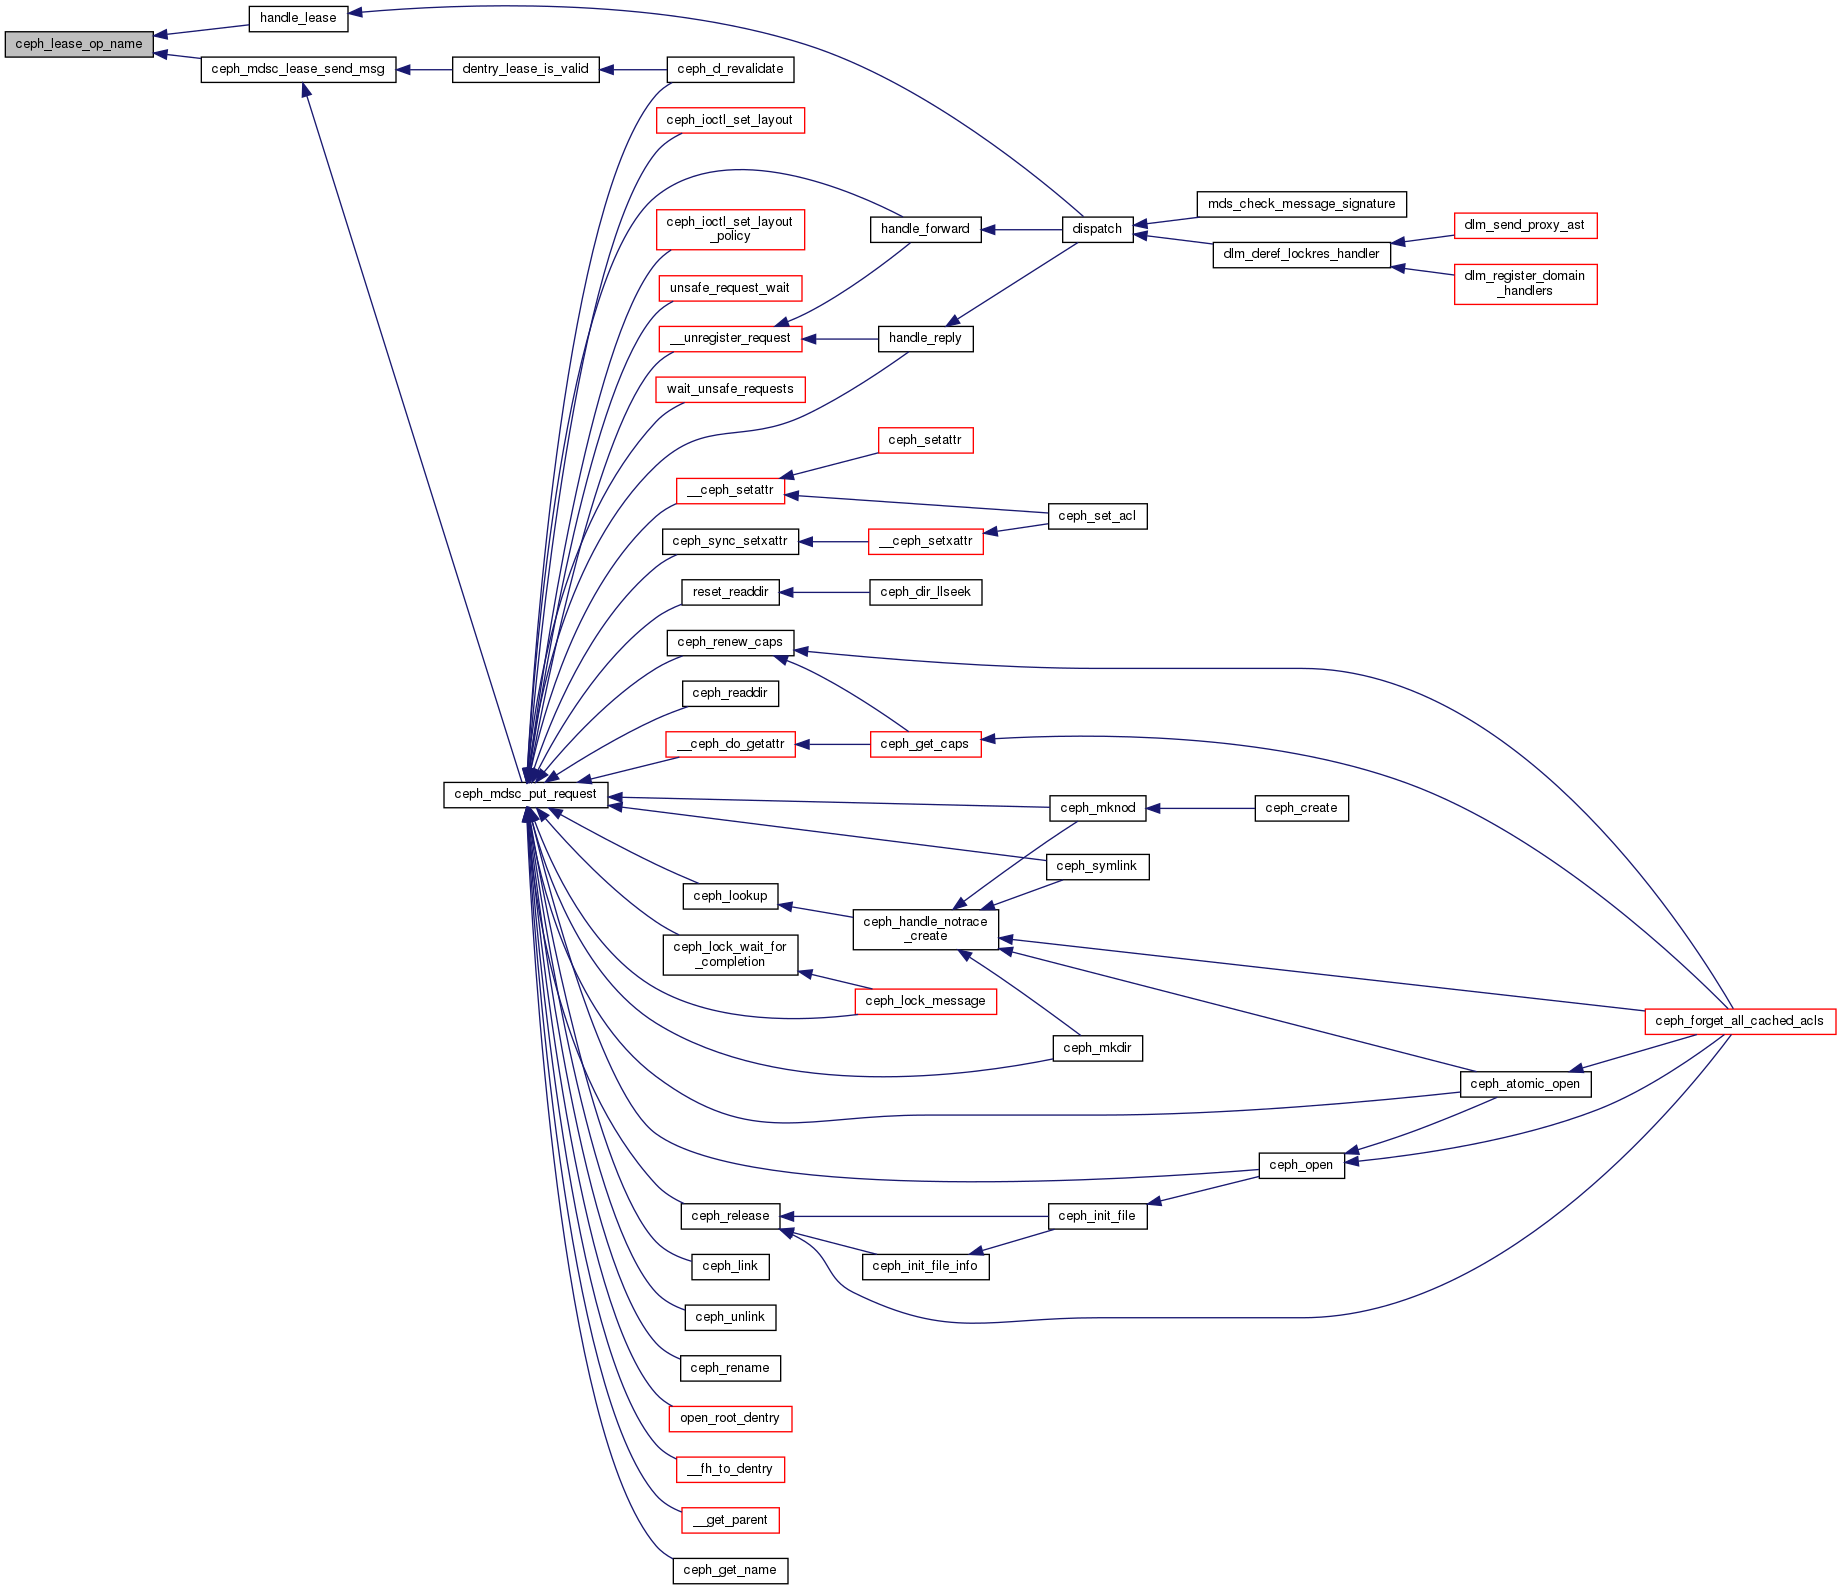 handle_lease
ceph_lease_op_name
ceph_mdsc_lease_send_msg
dentry_lease_is_valid
ceph_d_revalidate
ceph_ioctl_set_layout
mds_check_message_signature
ceph_ioctl_set_layout
_policy
handle_forward
dispatch
dlm_send_proxy_ast
dlm_deref_lockres_handler
dlm_register_domain
_handlers
unsafe_request_wait
__unregister_request
handle_reply
wait_unsafe_requests
ceph_setattr
__ceph_setattr
ceph_set_acl
ceph_sync_setxattr
__ceph_setxattr
reset_readdir
ceph_dir_llseek
ceph_renew_caps
ceph_readdir
__ceph_do_getattr
ceph_get_caps
ceph_mdsc_put_request
ceph_mknod
ceph_create
ceph_symlink
ceph_lookup
ceph_handle_notrace
_create
ceph_lock_wait_for
_completion
ceph_lock_message
ceph_forget_all_cached_acls
ceph_mkdir
ceph_atomic_open
ceph_open
ceph_release
ceph_init_file
ceph_link
ceph_init_file_info
ceph_unlink
ceph_rename
open_root_dentry
__fh_to_dentry
__get_parent
ceph_get_name